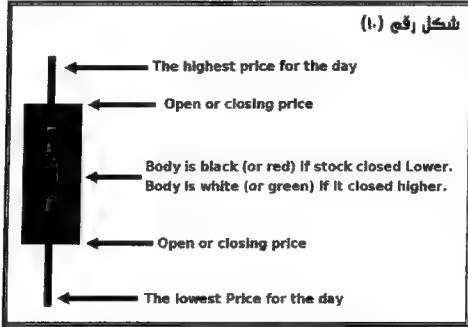 شكل رقم (١٠)
The highest price for the day
Open or closing price
Body is black (or red) if stock closed Lower.
Body is white (or green) if it closed higher.
Open or closing price
The lowest Price for the day